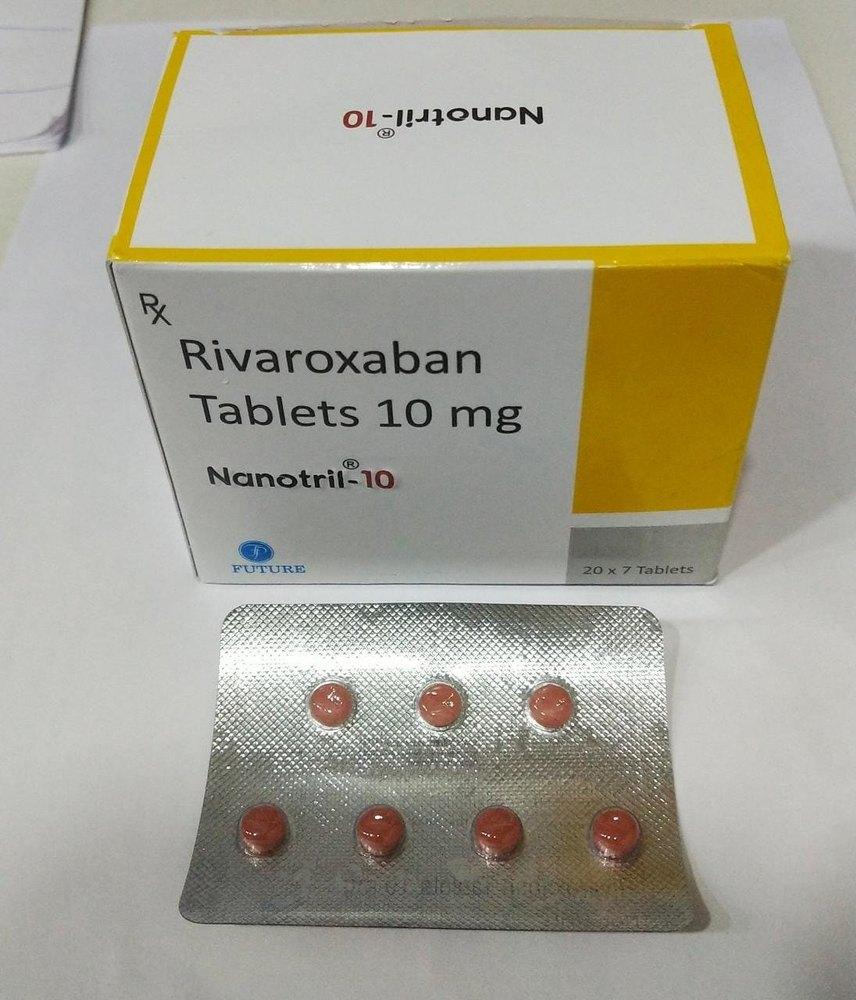 Nanotril®-10
Rx
Rivaroxaban
Tablets 10 mg
Nanotril®-10
FUTURE
20 x 7 Tablets